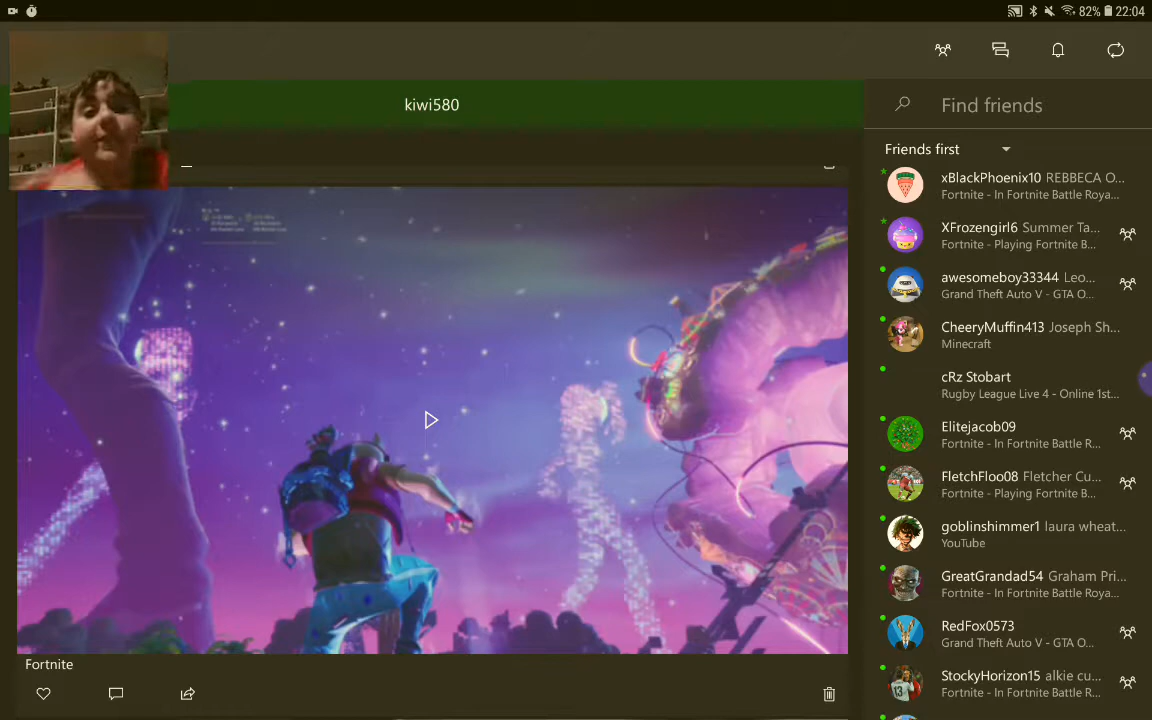 82% 22:04
kiwi580
Find friends
Friends first
xBlackPhoenix10 REBBECA O...
Fortnite - In Fortnite Battle Roya...
XFrozengirl6 Summer Ta...
Fortnite - Playing Fortnite B...
awesomeboy33344 Leo...
Grand Theft Auto V - GTA O...
CheeryMuffin413 Joseph Sh...
Minecraft
cRz Stobart
Rugby League Live 4 - Online 1st...
Elitejacob09
Fortnite - In Fortnite Battle R...
FletchFloo08 Fletcher Cu...
Fortnite - Playing Fortnite B...
goblinshimmer1 laura wheat...
YouTube
GreatGrandad54 Graham Pri...
Fortnite - In Fortnite Battle Roya...
RedFox0573
Grand Theft Auto V - GTA O...
StockyHorizon15 alkie cu...
Fortnite - In Fortnite Battle R...
Fortnite